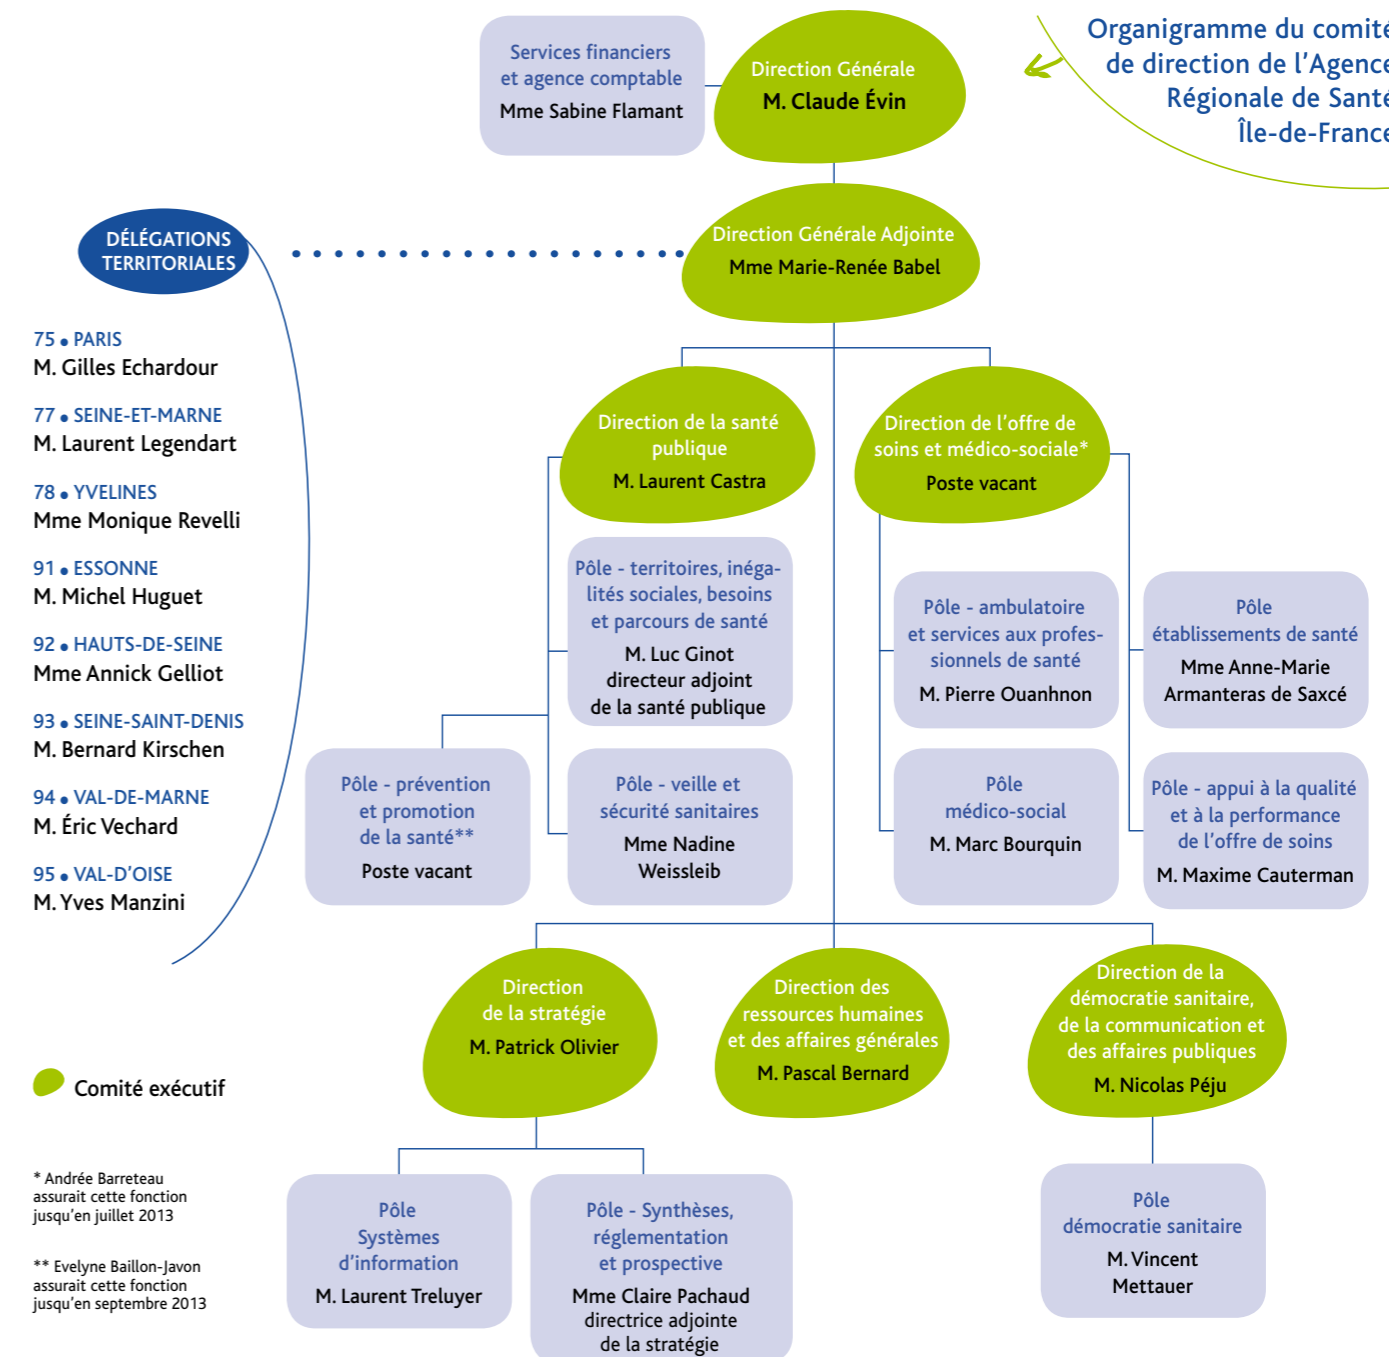 Organigramme du comité
de direction de l'Agence
Régionale de Santé
Île-de-France
Services financiers
et agence comptable
Mme Sabine Flamant
Direction Générale
M. Claude Évin
Direction Générale Adjointe
Mme Marie-Renée Babel
DÉLÉGATIONS
TERRITORIALES
75 • PARIS
M. Gilles Echardour
77 • SEINE-ET-MARNE
M. Laurent Legendart
78 • YVELINES
Mme Monique Revelli
91 • ESSONNE
M. Michel Huguet
92 • HAUTS-DE-SEINE
Mme Annick Gelliot
93 • SEINE-SAINT-DENIS
M. Bernard Kirschen
94 • VAL-DE-MARNE
M. Éric Vechard
95 • VAL-D'OISE
M. Yves Manzini
Direction de la santé
publique
M. Laurent Castra
Direction de l'offre de
soins et médico-sociale*
Poste vacant
Pôle - territoires, inéga-
lités sociales, besoins
et parcours de santé
M. Luc Ginot
directeur adjoint
de la santé publique
Pôle - ambulatoire
et services aux profes-
sionnels de santé
M. Pierre Ouanhnon
Pôle
établissements de santé
Mme Anne-Marie
Armanteras de Saxcé
Pôle - prévention
et promotion
de la santé**
Poste vacant
Pôle - veille et
sécurité sanitaires
Mme Nadine
Weissleib
Pôle
médico-social
M. Marc Bourquin
Pôle - appui à la qualité
et à la performance
de l'offre de soins
M. Maxime Cauterman
Direction
de la stratégie
M. Patrick Olivier
Direction des
ressources humaines
et des affaires générales
M. Pascal Bernard
Direction de la
démocratie sanitaire,
de la communication et
des affaires publiques
M. Nicolas Péju
Comité exécutif
* Andrée Barreteau
assurait cette fonction
jusqu'en juillet 2013
** Evelyne Baillon-Javon
assurait cette fonction
jusqu'en septembre 2013
Pôle
Systèmes
d'information
M. Laurent Treluyer
Pôle - Synthèses,
réglementation
et prospective
Mme Claire Pachaud
directrice adjointe
de la stratégie
Pôle
démocratie sanitaire
M. Vincent
Mettauer